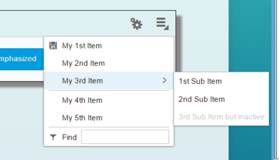 mphasized
My 1st Item
My 2nd Item
My 3rd Item
1st Sub Item
2nd Sub Item
3rd Sub Item but inactive
My 4th Item
My 5th Item
Find